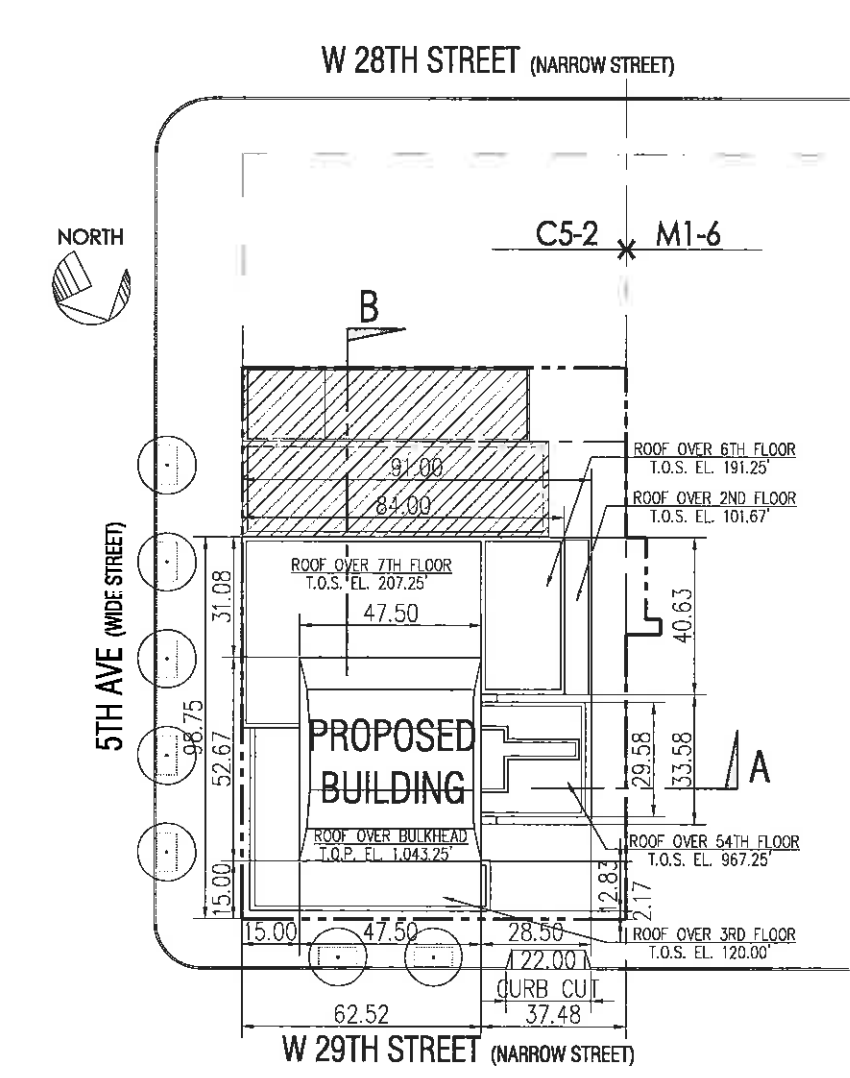 W 28TH STREET (NARROW STREET)
NORTH
C5-2 M1-6
B
ROOF OVER 6TH FLOOR
T.O.S. EL. 191.25'
91.00
ROOF OVER 2ND FLOOR
T.O.S. EL. 101.67'
84.00
5TH AVE (WIDE STREET)
ROOF OVER 7TH FLOOR
T.O.S. EL. 207.25'
31.08
47.50
40.63
98.75
52.67
PROPOSED
BUILDING
29.58
33.58
A
ROOF OVER BULKHEAD
T.O.P. EL. 1,043.25'
ROOF OVER 54TH FLOOR
T.O.S. EL. 967.25'
15.00
12.83
2.17
15.00 47.50 28.50
ROOF OVER 3RD FLOOR
T.O.S. EL. 120.00'
22.00
CURB CUT
62.52 37.48
W 29TH STREET (NARROW STREET)